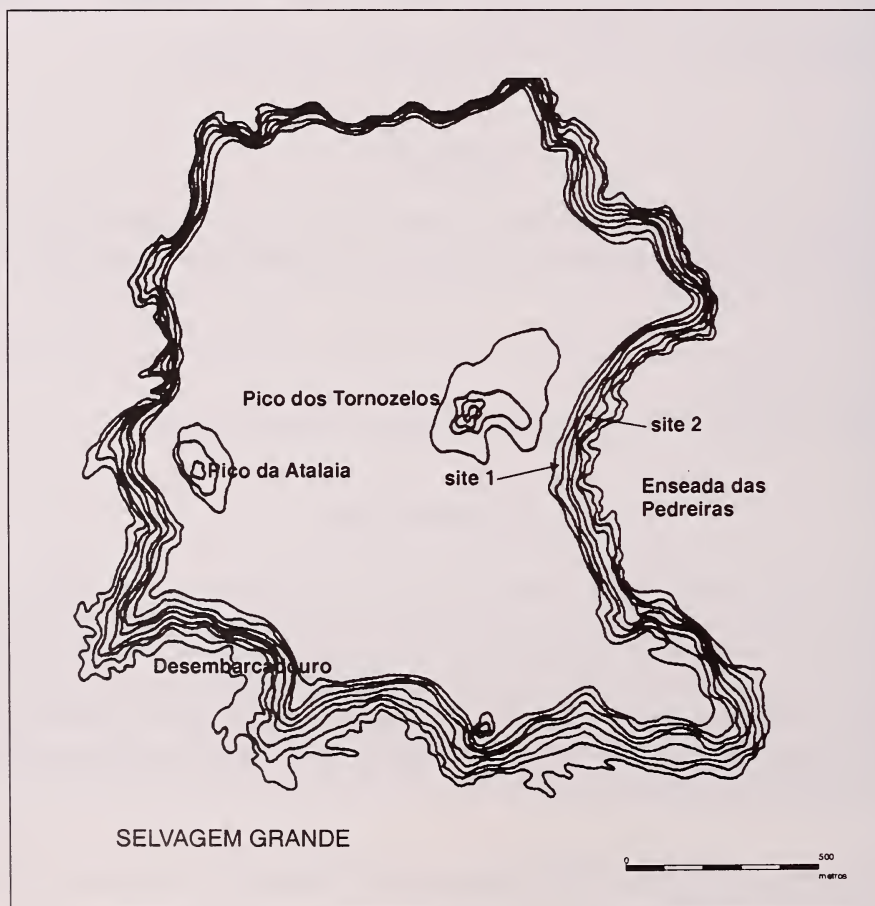 Pico dos Tornozelos
Pico da Atalaia
site 1
site 2
Enseada das
Pedreiras
Desembarcadouro
SELVAGEM GRANDE
0 500
metros